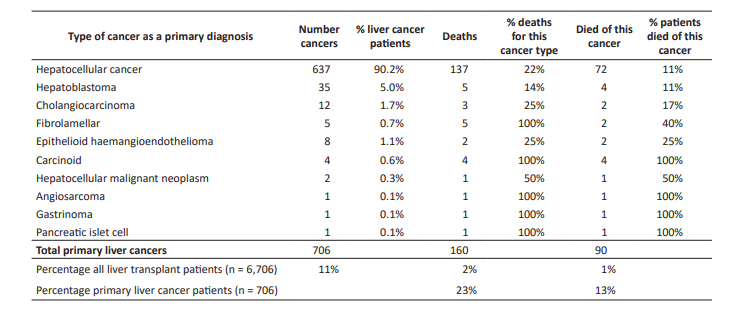 Type of cancer as a primary diagnosis Number cancers % liver cancer patients Deaths % deaths for this cancer type Died of this cancer % patients died of this cancer
Hepatocellular cancer 637 90.2% 137 22% 72 11%
Hepatoblastoma 35 5.0% 5 14% 4 11%
Cholangiocarcinoma 12 1.7% 3 25% 2 17%
Fibrolamellar 5 0.7% 5 100% 2 40%
Epithelioid haemangioendothelioma 8 1.1% 2 25% 2 25%
Carcinoid 4 0.6% 4 100% 4 100%
Hepatocellular malignant neoplasm 2 0.3% 1 50% 1 50%
Angiosarcoma 1 0.1% 1 100% 1 100%
Gastrinoma 1 0.1% 1 100% 1 100%
Pancreatic islet cell 1 0.1% 1 100% 1 100%
Total primary liver cancers 706 160 90
Percentage all liver transplant patients (n = 6,706) 11% 2% 1%
Percentage primary liver cancer patients (n = 706) 23% 13%